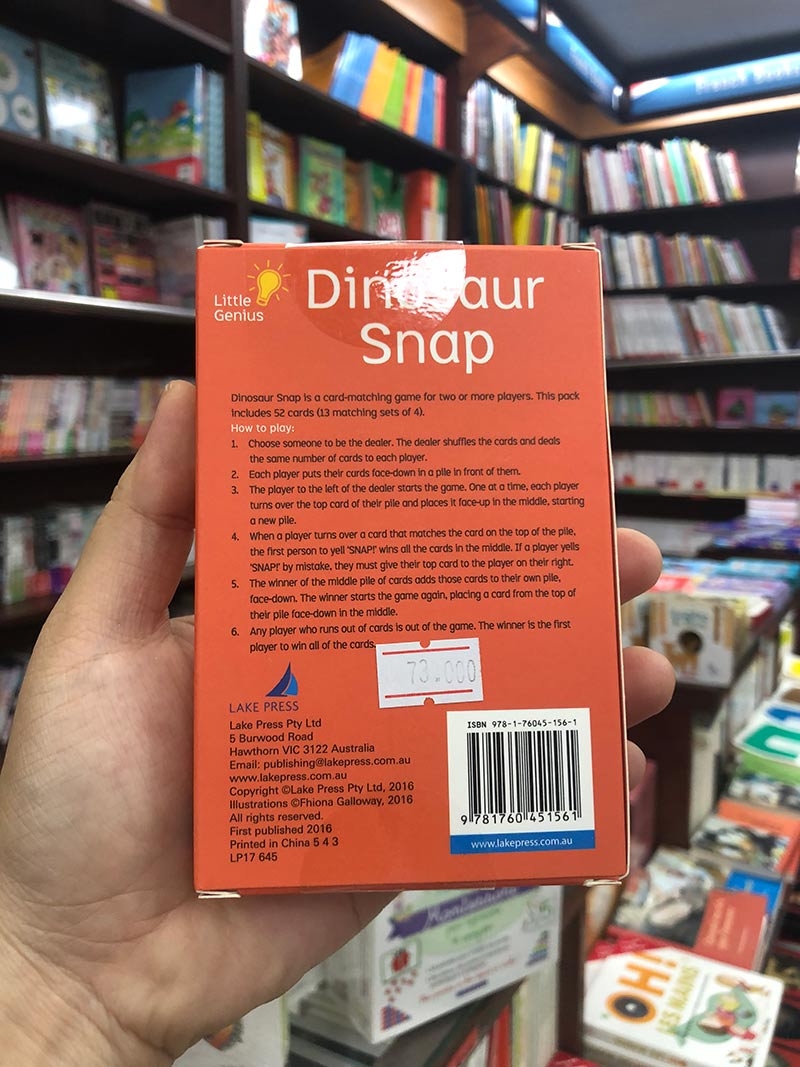 Little
Genius
Dinosaur
Snap
Dinosaur Snap is a card-matching game for two or more players. This pack
includes 52 cards (13 matching sets of 4).
How to play:
1. Choose someone to be the dealer. The dealer shuffles the cards and deals
the same number of cards to each player.
2. Each player puts their cards face-down in a pile in front of them.
3. The player to the left of the dealer starts the game. One at a time, each player
turns over the top card of their pile and places it face-up in the middle, starting
a new pile.
4. When a player turns over a card that matches the card on the top of the pile,
the first person to yell 'SNAP!' wins all the cards in the middle. If a player yells
'SNAP!' by mistake, they must give their top card to the player on their right.
5. The winner of the middle pile of cards adds those cards to their own pile,
face-down. The winner starts the game again, placing a card from the top of
their pile face-down in the middle.
6. Any player who runs out of cards is out of the game. The winner is the first
player to win all of the cards.
73.000
LAKE PRESS
Lake Press Pty Ltd
5 Burwood Road
Hawthorn VIC 3122 Australia
Email: publishing@lakepress.com.au
www.lakepress.com.au
Copyright ©Lake Press Pty Ltd, 2016
Illustrations ©Fhiona Galloway, 2016
All rights reserved.
First published 2016
Printed in China 5 4 3
LP17 645
ISBN 978-1-76045-156-1
9 781760 451561
www.lakepress.com.au
OH!
LES MAINS